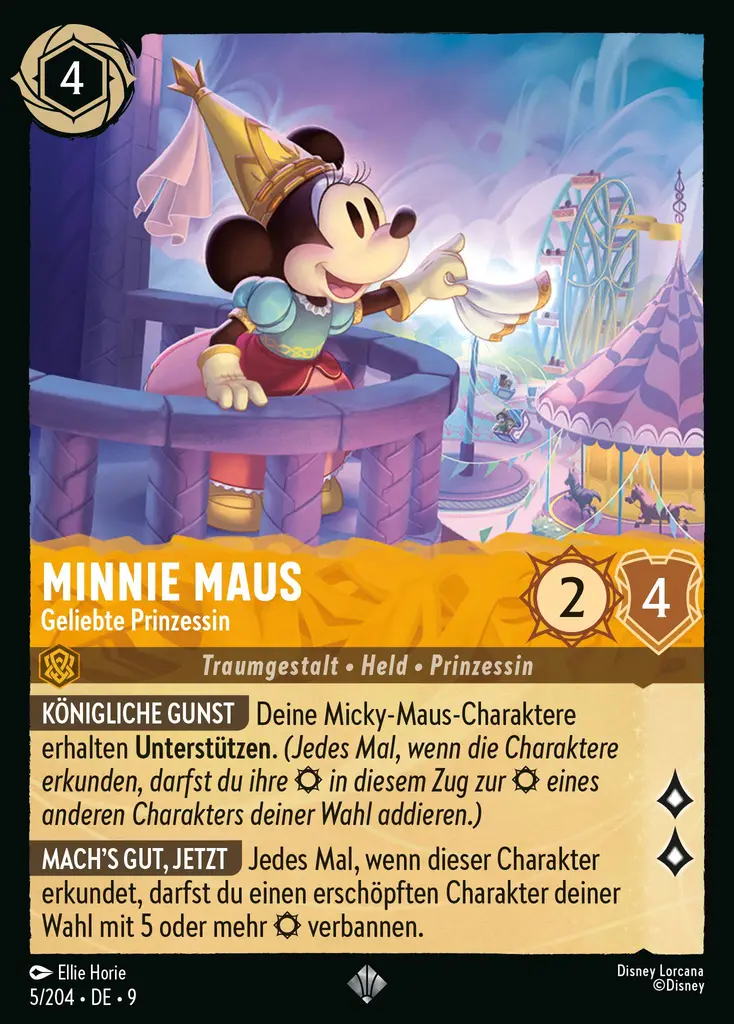 4
MINNIE MAUS
Geliebte Prinzessin
2
4
Traumgestalt • Held • Prinzessin
KÖNIGLICHE GUNST Deine Micky-Maus-Charaktere
erhalten Unterstützen. (Jedes Mal, wenn die Charaktere
erkunden, darfst du ihre in diesem Zug zur eines
anderen Charakters deiner Wahl addieren.)
MACH'S GUT, JETZT Jedes Mal, wenn dieser Charakter
erkundet, darfst du einen erschöpften Charakter deiner
Wahl mit 5 oder mehr verbannen.
Ellie Horie
5/204 • DE • 9
Disney Lorcana
©Disney